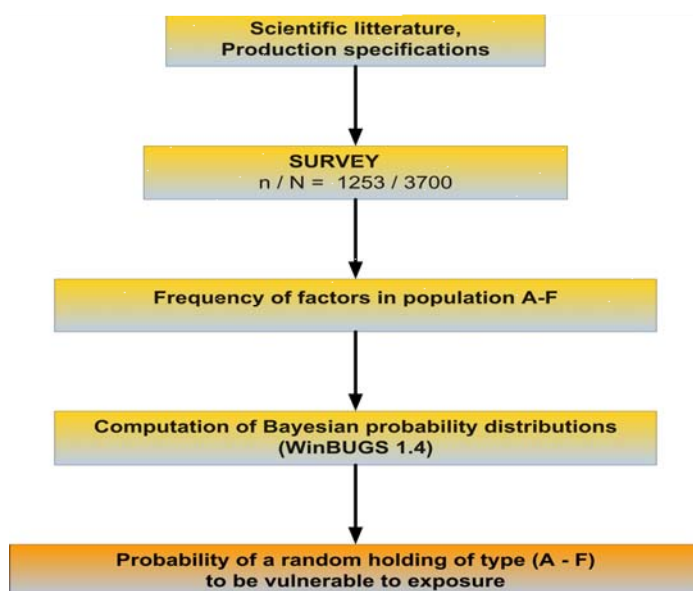 Scientific litterature,
Production specifications
SURVEY
n / N = 1253 / 3700
Frequency of factors in population A-F
Computation of Bayesian probability distributions
(WinBUGS 1.4)
Probability of a random holding of type (A - F)
to be vulnerable to exposure